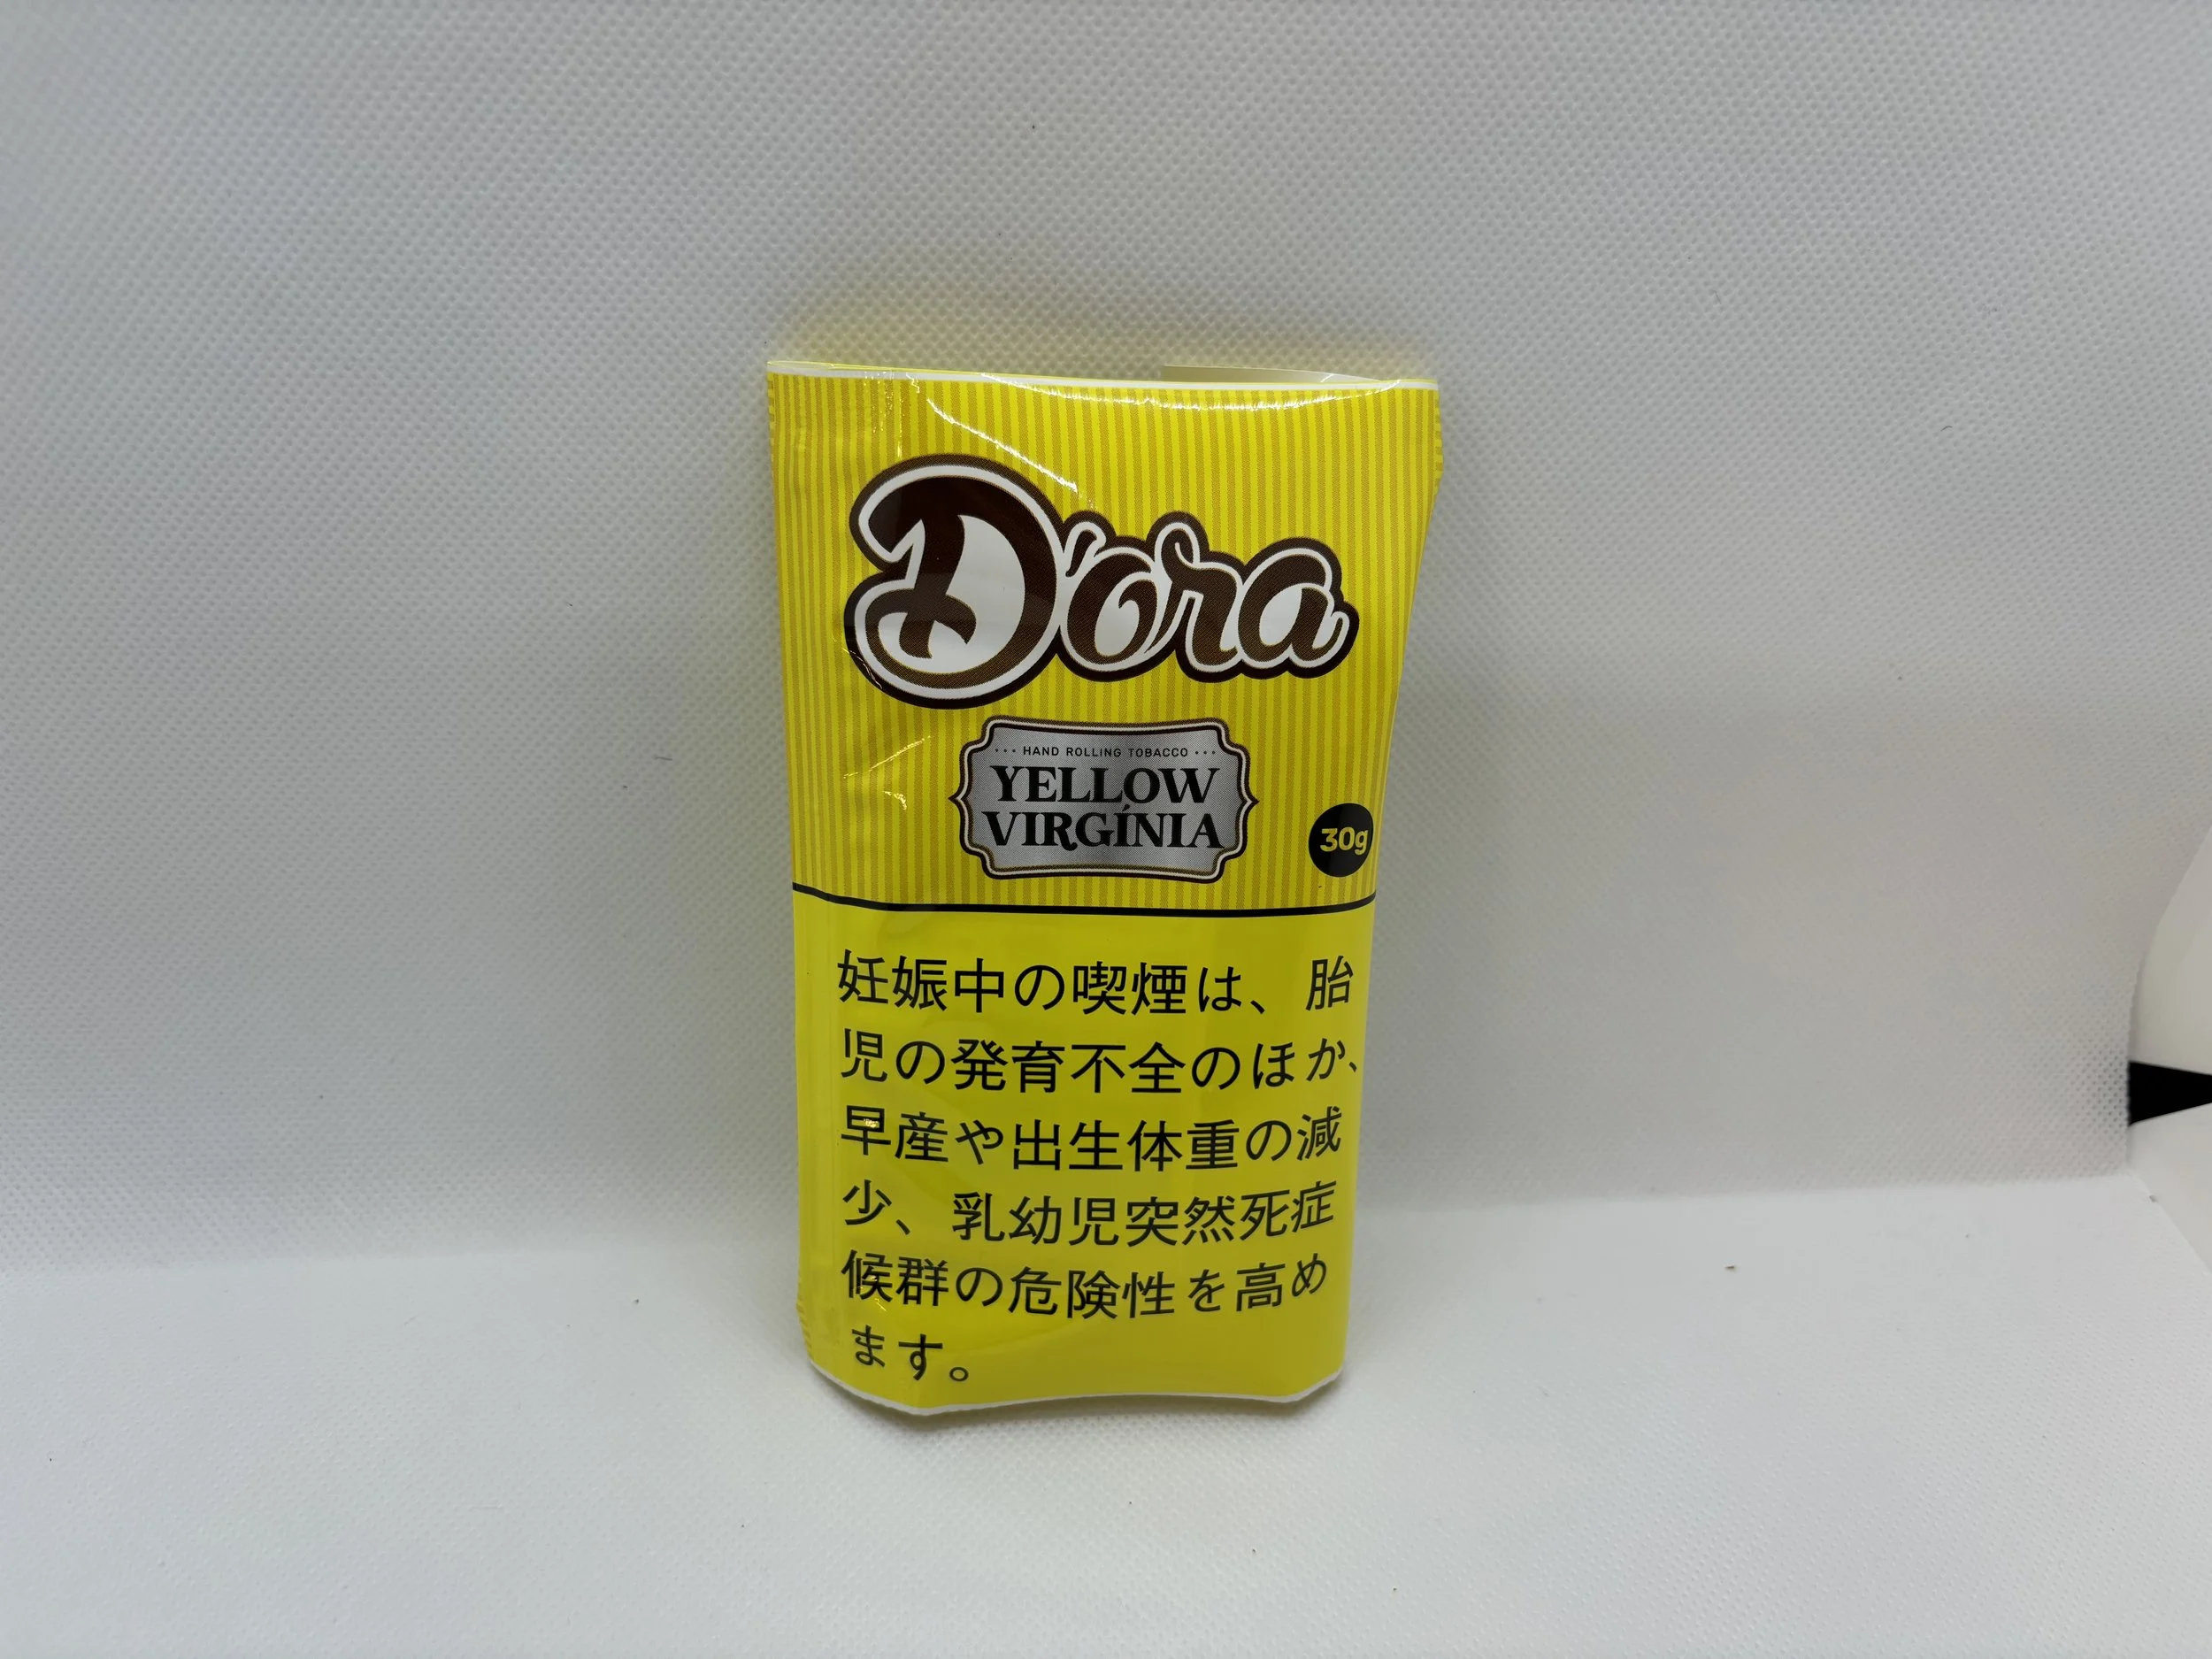 D'ora
··· HAND ROLLING TOBACCO ···
YELLOW
VIRGÍNIA
30g
妊娠中の喫煙は、胎
児の発育不全のほか、
早産や出生体重の減
少、乳幼児突然死症
候群の危険性を高め
ます。